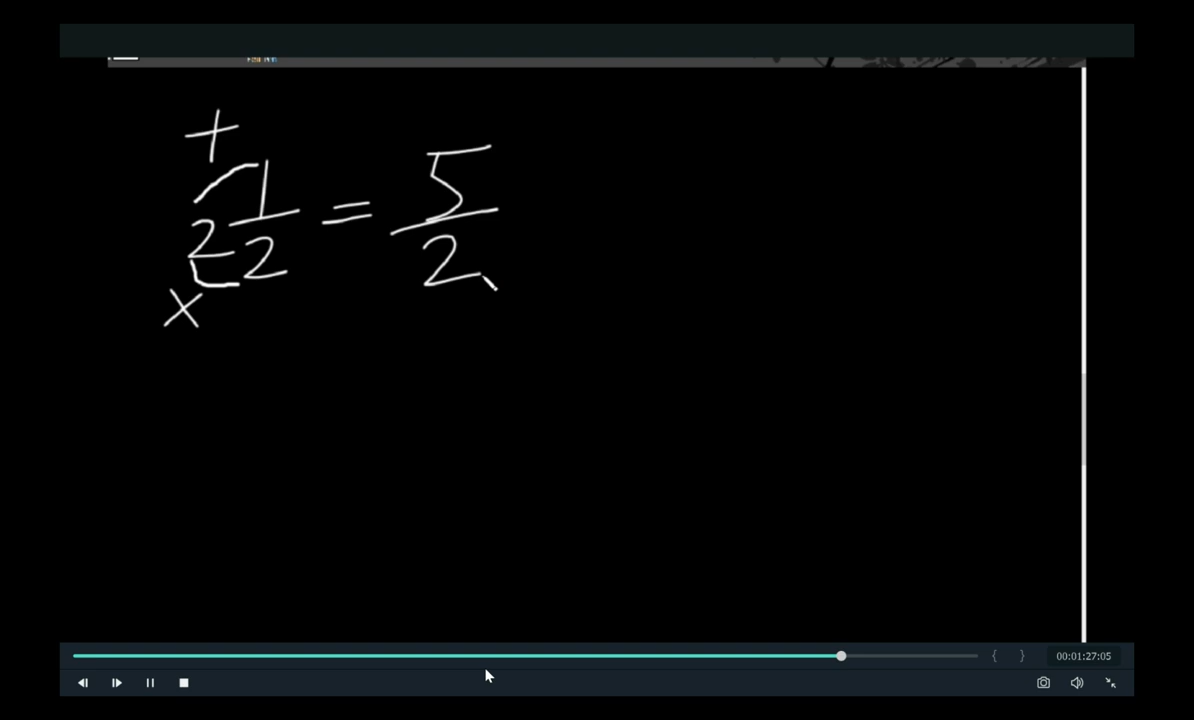 +
2 1/2 = 5/2
x
{ } 00:01:27:05